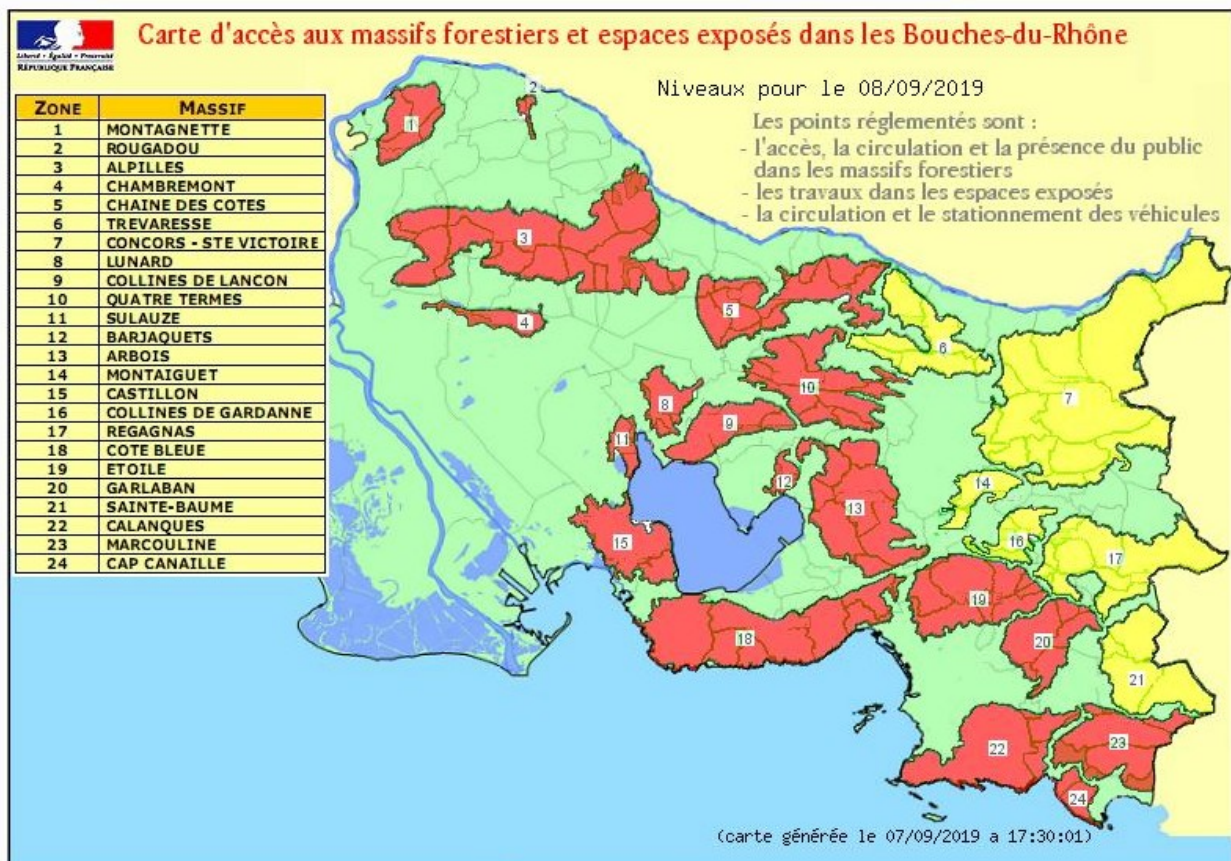 Carte d'accès aux massifs forestiers et espaces exposés dans les Bouches-du-Rhône
Liberté • Égalité • Fraternité
RÉPUBLIQUE FRANÇAISE
Niveaux pour le 08/09/2019
Les points réglementés sont :
- l'accès, la circulation et la présence du public
dans les massifs forestiers
- les travaux dans les espaces exposés
- la circulation et le stationnement des véhicules
ZONE MASSIF
1 MONTAGNETTE
2 ROUGADOU
3 ALPILLES
4 CHAMBREMONT
5 CHAINE DES COTES
6 TREVARESSE
7 CONCORS - STE VICTOIRE
8 LUNARD
9 COLLINES DE LANCON
10 QUATRE TERMES
11 SULAUZE
12 BARJAQUETS
13 ARBOIS
14 MONTAIGUET
15 CASTILLON
16 COLLINES DE GARDANNE
17 REGAGNAS
18 COTE BLEUE
19 ETOILE
20 GARLABAN
21 SAINTE-BAUME
22 CALANQUES
23 MARCOULINE
24 CAP CANAILLE
2
1
3
4
5
6
10
7
8
9
11
12
13
14
15
16
17
18
19
20
21
22
23
24
(carte générée le 07/09/2019 a 17:30:01)